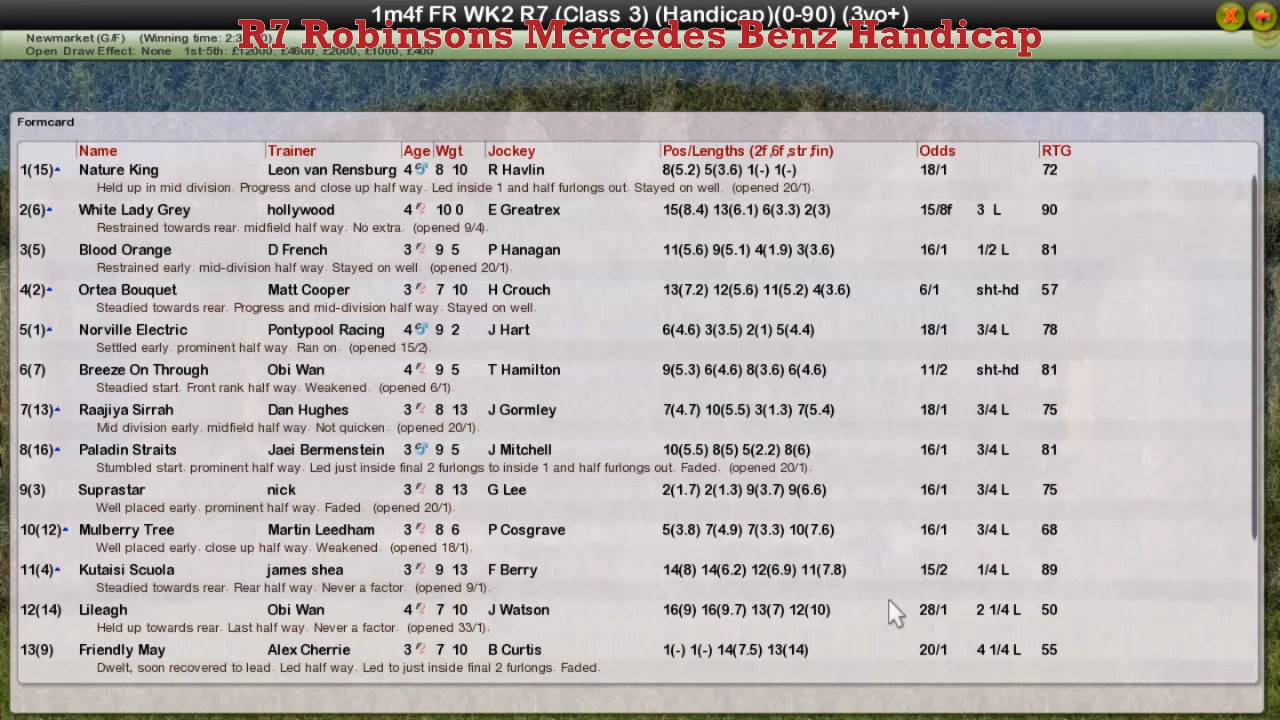 1m4f FR WK2 R7 (Class 3) (Handicap)(0-90) (3yo+)
R7 Robinsons Mercedes Benz Handicap
Newmarket (G/F) (Winning time: 2:3
Open Draw Effect: None 1st-5th: £12000, £4600, £2000, £1000, £400
Formcard
Name Trainer Age Wgt Jockey Pos/Lengths (2f,6f,str,fin) Odds RTG
1(15) Nature King Leon van Rensburg 4 8 10 R Havlin 8(5.2) 5(3.6) 1(-) 1(-) 18/1 72
Held up in mid division. Progress and close up half way. Led inside 1 and half furlongs out. Stayed on well. (opened 20/1).
2(6) White Lady Grey hollywood 4 10 0 E Greatrex 15(8.4) 13(6.1) 6(3.3) 2(3) 15/8f 3 L 90
Restrained towards rear. midfield half way. No extra. (opened 9/4).
3(5) Blood Orange D French 3 9 5 P Hanagan 11(5.6) 9(5.1) 4(1.9) 3(3.6) 16/1 1/2 L 81
Restrained early. mid-division half way. Stayed on well. (opened 20/1).
4(2) Ortea Bouquet Matt Cooper 3 7 10 H Crouch 13(7.2) 12(5.6) 11(5.2) 4(3.6) 6/1 sht-hd 57
Steadied towards rear. Progress and mid-division half way. Stayed on well.
5(1) Norville Electric Pontypool Racing 4 9 2 J Hart 6(4.6) 3(3.5) 2(1) 5(4.4) 18/1 3/4 L 78
Settled early. prominent half way. Ran on. (opened 15/2).
6(7) Breeze On Through Obi Wan 4 9 5 T Hamilton 9(5.3) 6(4.6) 8(3.6) 6(4.6) 11/2 sht-hd 81
Steadied start. Front rank half way. Weakened. (opened 6/1).
7(13) Raajiya Sirrah Dan Hughes 3 8 13 J Gormley 7(4.7) 10(5.5) 3(1.3) 7(5.4) 18/1 3/4 L 75
Mid division early. midfield half way. Not quicken. (opened 20/1).
8(16) Paladin Straits Jaei Bermenstein 3 9 5 J Mitchell 10(5.5) 8(5) 5(2.2) 8(6) 16/1 3/4 L 81
Stumbled start. prominent half way. Led just inside final 2 furlongs to inside 1 and half furlongs out. Faded. (opened 20/1).
9(3) Suprastar nick 3 8 13 G Lee 2(1.7) 2(1.3) 9(3.7) 9(6.6) 16/1 3/4 L 75
Well placed early. prominent half way. Faded. (opened 20/1).
10(12) Mulberry Tree Martin Leedham 3 8 6 P Cosgrave 5(3.8) 7(4.9) 7(3.3) 10(7.6) 16/1 3/4 L 68
Well placed early. close up half way. Weakened. (opened 18/1).
11(4) Kutaisi Scuola james shea 3 9 13 F Berry 14(8) 14(6.2) 12(6.9) 11(7.8) 15/2 1/4 L 89
Steadied towards rear. Rear half way. Never a factor. (opened 9/1).
12(14) Lileagh Obi Wan 4 7 10 J Watson 16(9) 16(9.7) 13(7) 12(10) 28/1 2 1/4 L 50
Held up towards rear. Last half way. Never a factor. (opened 33/1).
13(9) Friendly May Alex Cherrie 3 7 10 B Curtis 1(-) 1(-) 14(7.5) 13(14) 20/1 4 1/4 L 55
Dwelt, soon recovered to lead. Led half way. Led to just inside final 2 furlongs. Faded.